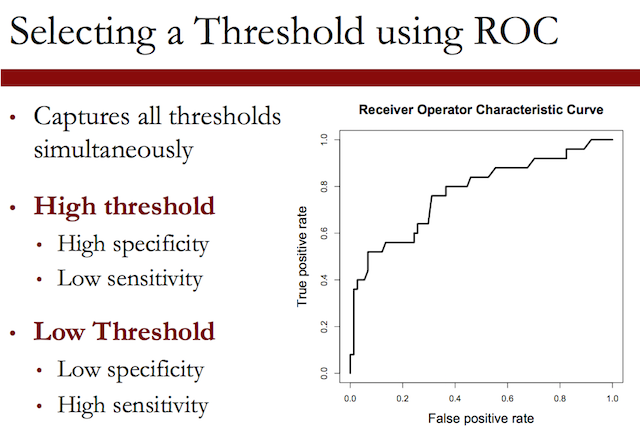 Selecting a Threshold using ROC
• Captures all thresholds
simultaneously
• High threshold
• High specificity
• Low sensitivity
• Low Threshold
• Low specificity
• High sensitivity
Receiver Operator Characteristic Curve
True positive rate
1.0
0.8
0.6
0.4
0.2
0.0
0.0 0.2 0.4 0.6 0.8 1.0
False positive rate